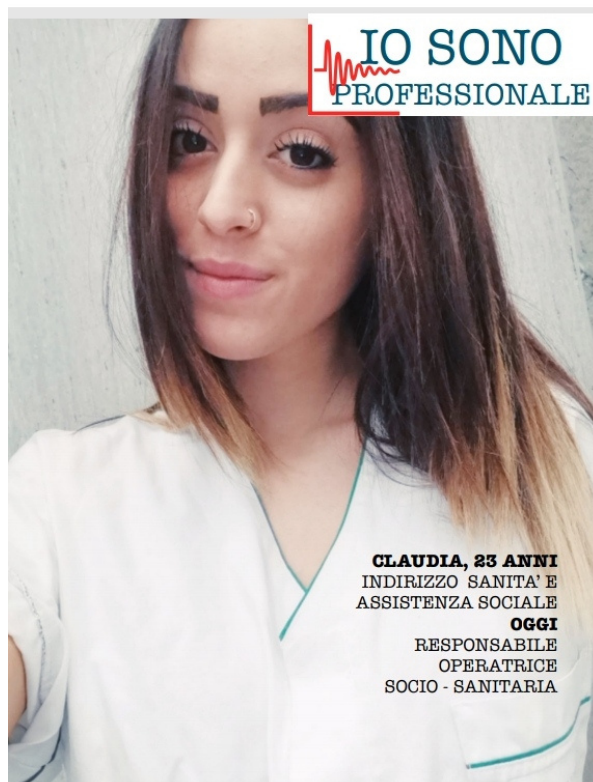 IO SONO
PROFESSIONALE
CLAUDIA, 23 ANNI
INDIRIZZO SANITA' E
ASSISTENZA SOCIALE
OGGI
RESPONSABILE
OPERATRICE
SOCIO - SANITARIA